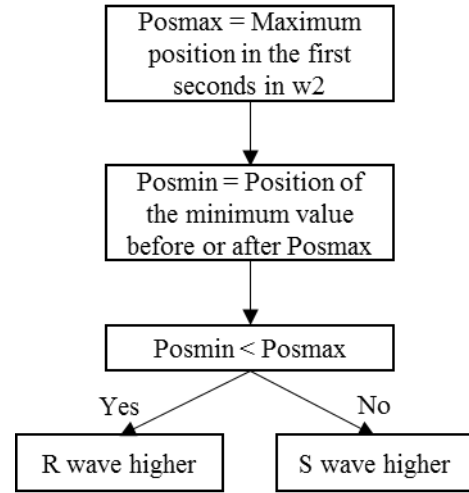 Posmax = Maximum
position in the first
seconds in w2
Posmin = Position of
the minimum value
before or after Posmax
Posmin < Posmax
Yes
No
R wave higher
S wave higher